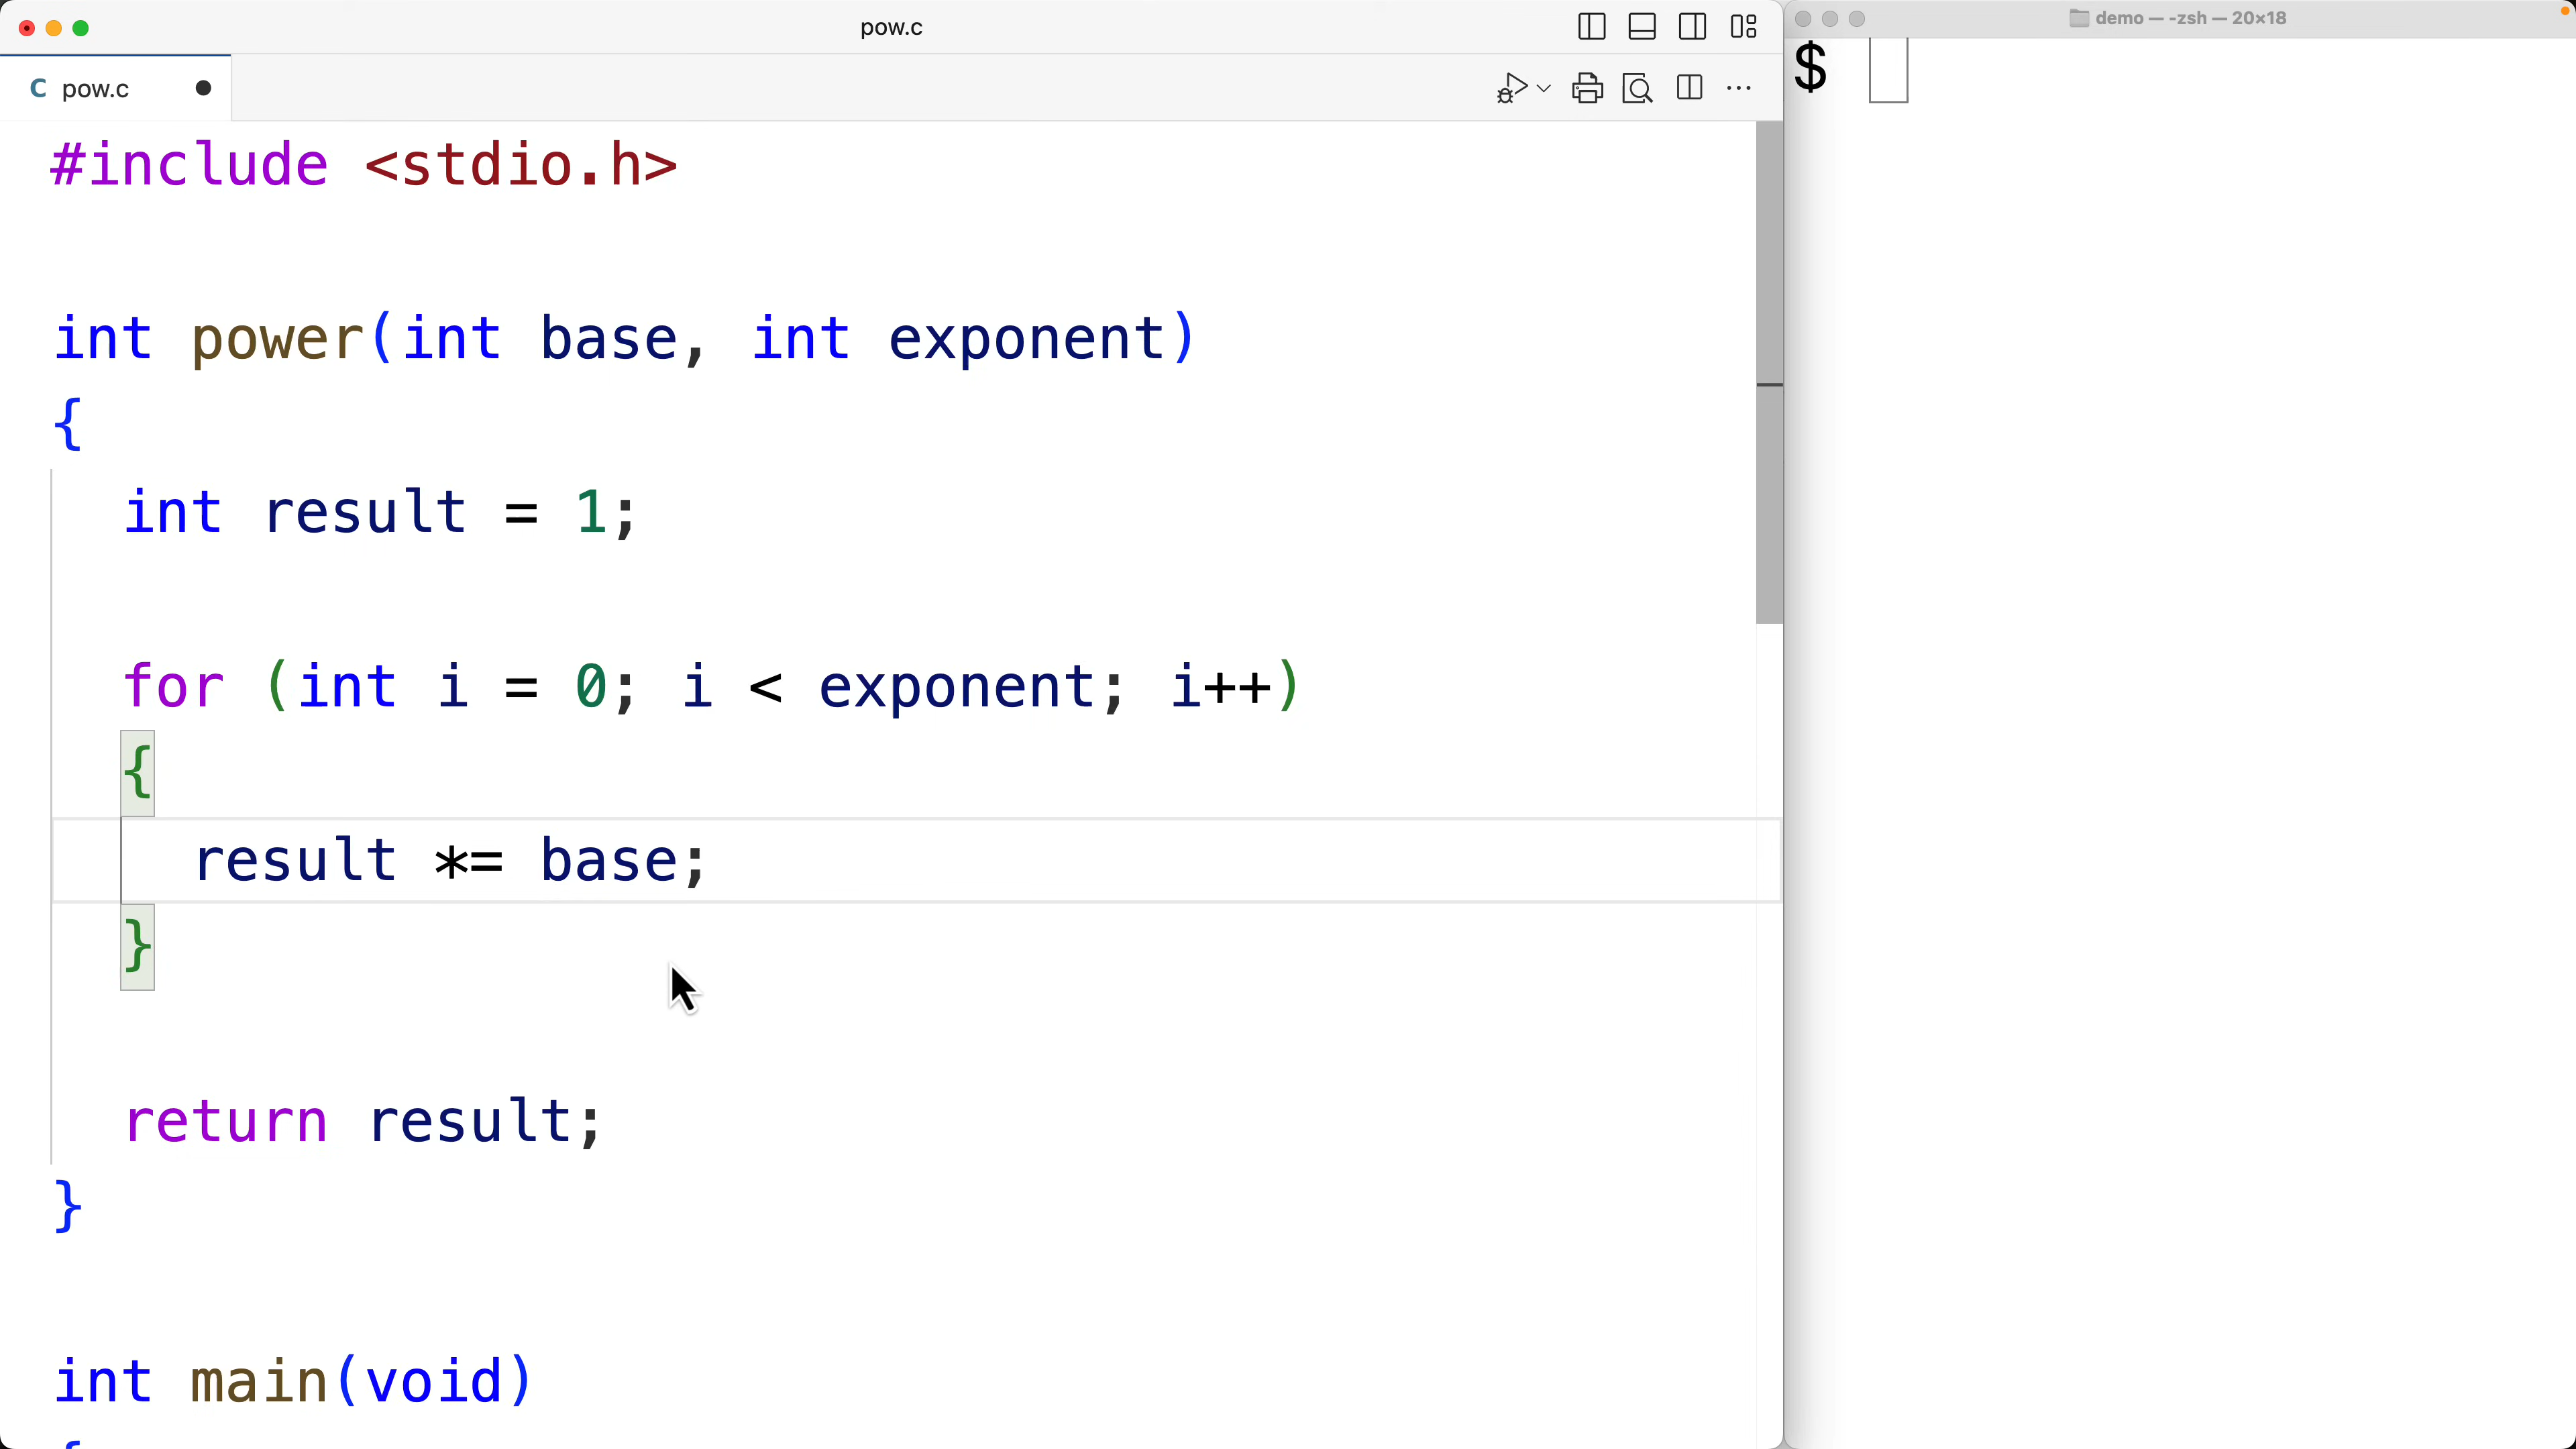 pow.c
demo — -zsh — 20×18
C pow.c
$
#include <stdio.h>
int power(int base, int exponent)
{
int result = 1;
for (int i = 0; i < exponent; i++)
{
result *= base;
}
return result;
}
int main(void)